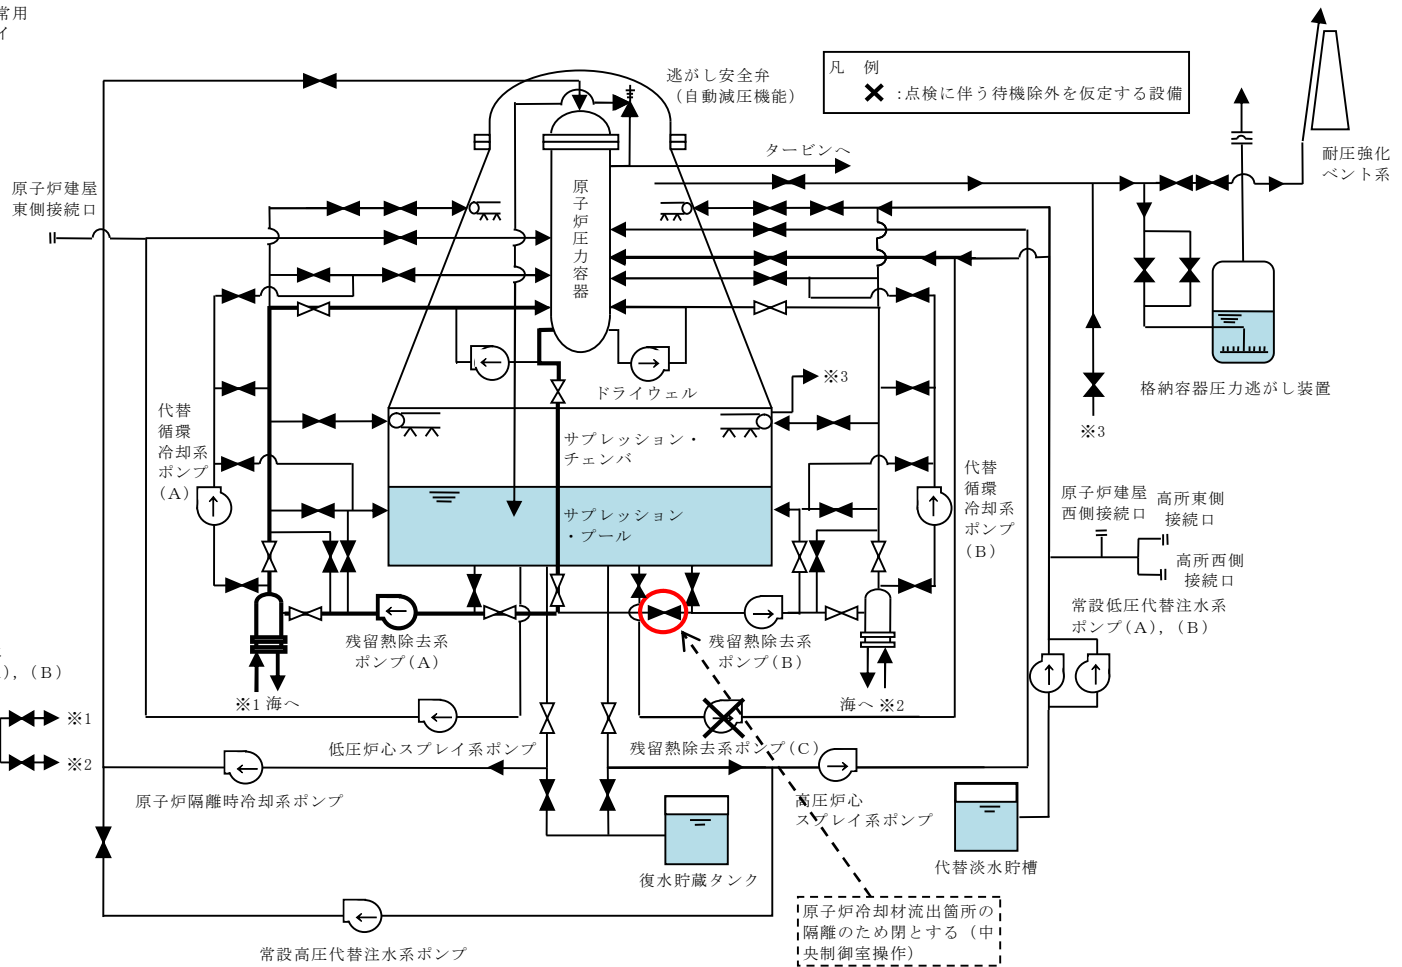 常用
イ
逃がし安全弁
（自動減圧機能）
凡　例
：点検に伴う待機除外を仮定する設備
タービンへ
耐圧強化
ベント系
原子炉建屋
東側接続口
原子炉圧力容器
ドライウェル
※3
格納容器圧力逃がし装置
※3
代替
循環
冷却系
ポンプ
（A）
サプレッション・
チェンバ
サプレッション
・プール
代替
循環
冷却系
ポンプ
（B）
原子炉建屋
西側接続口
高所東側
接続口
高所西側
接続口
常設低圧代替注水系
ポンプ(A)，(B)
残留熱除去系
ポンプ(A)
残留熱除去系
ポンプ(B)
)，(B)
※1 海へ
海へ ※2
※1
※2
低圧炉心スプレイ系ポンプ
残留熱除去系ポンプ(C)
原子炉隔離時冷却系ポンプ
高圧炉心
スプレイ系ポンプ
復水貯蔵タンク
代替淡水貯槽
常設高圧代替注水系ポンプ
原子炉冷却材流出箇所の
隔離のため閉とする（中
央制御室操作）